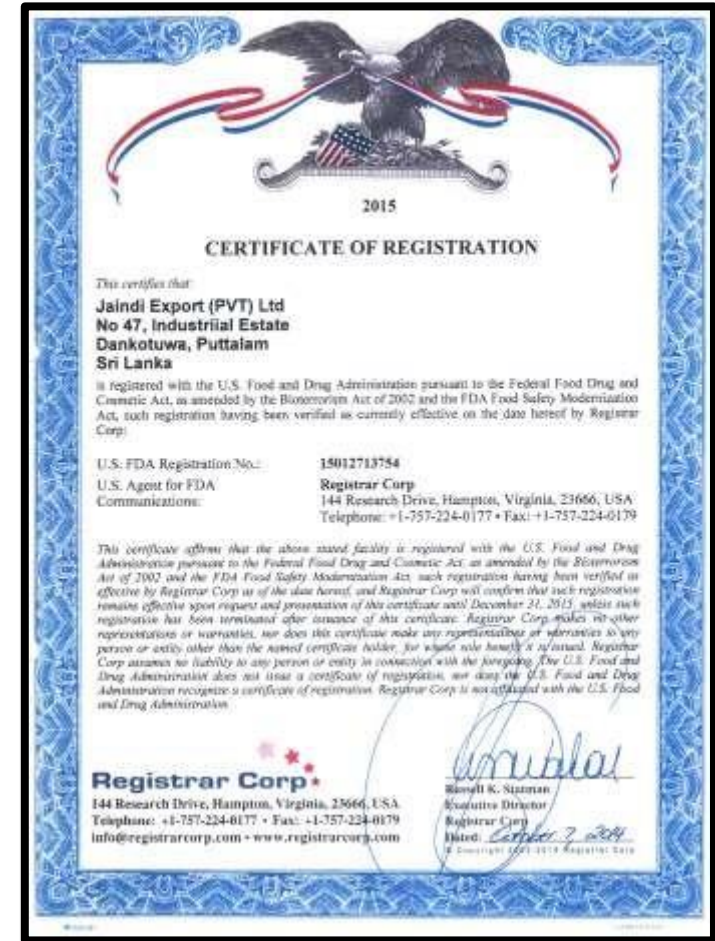 2015
CERTIFICATE OF REGISTRATION
This certifies that:
Jaindi Export (PVT) Ltd
No 47, Industriial Estate
Dankotuwa, Puttalam
Sri Lanka
is registered with the U.S. Food and Drug Administration pursuant to the Federal Food Drug and
Cosmetic Act, as amended by the Bioterrorism Act of 2002 and the FDA Food Safety Modernization
Act, such registration having been verified as currently effective on the date hereof by Registrar
Corp:
U.S. FDA Registration No.: 15012713754
U.S. Agent for FDA Registrar Corp
Communications: 144 Research Drive, Hampton, Virginia, 23666, USA
Telephone: +1-757-224-0177 • Fax: +1-757-224-0179
This certificate affirms that the above stated facility is registered with the U.S. Food and Drug
Administration pursuant to the Federal Food Drug and Cosmetic Act, as amended by the Bioterrorism
Act of 2002 and the FDA Food Safety Modernization Act, such registration having been verified as
effective by Registrar Corp as of the date hereof, and Registrar Corp will confirm that such registration
remains effective upon request and presentation of this certificate until December 31, 2015, unless such
registration has been terminated after issuance of this certificate. Registrar Corp makes no other
representations or warranties, nor does this certificate make any representations or warranties to any
person or entity other than the named certificate holder, for whose sole benefit it is issued. Registrar
Corp assumes no liability to any person or entity in connection with the foregoing. The U.S. Food and
Drug Administration does not issue a certificate of registration, nor does the U.S. Food and Drug
Administration recognize a certificate of registration. Registrar Corp is not affiliated with the U.S. Food
and Drug Administration.
Registrar Corp
144 Research Drive, Hampton, Virginia, 23666, USA
Telephone: +1-757-224-0177 • Fax: +1-757-224-0179
info@registrarcorp.com • www.registrarcorp.com
Russell K. Statman
Executive Director
Registrar Corp
Dated: October 7, 2014